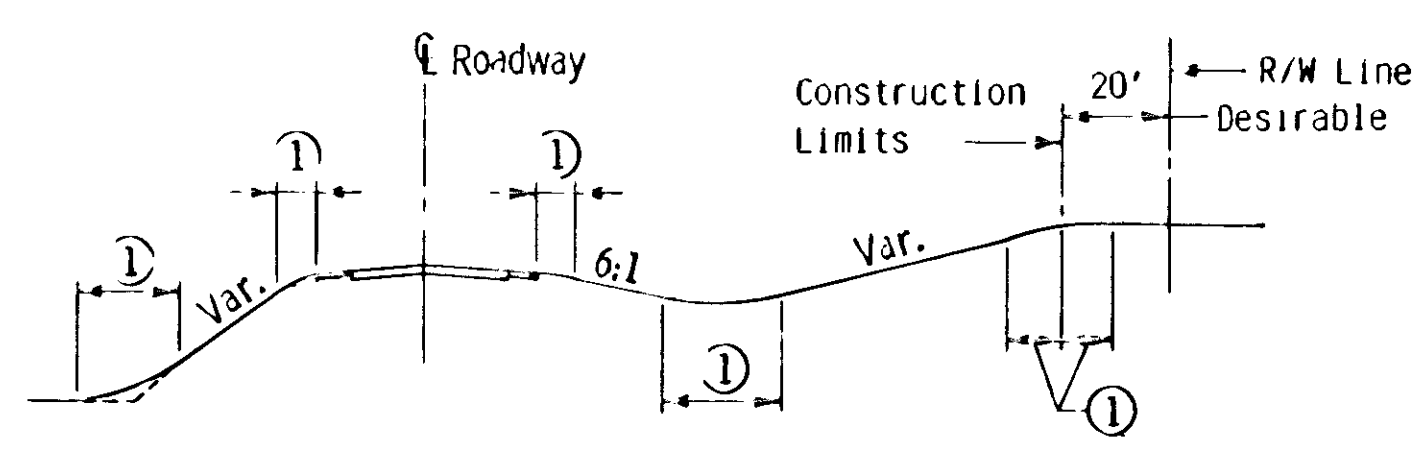 ℄ Roadway
Construction
Limits
20'
R/W Line
Desirable
①
①
①
Var.
6:1
Var.
①
①